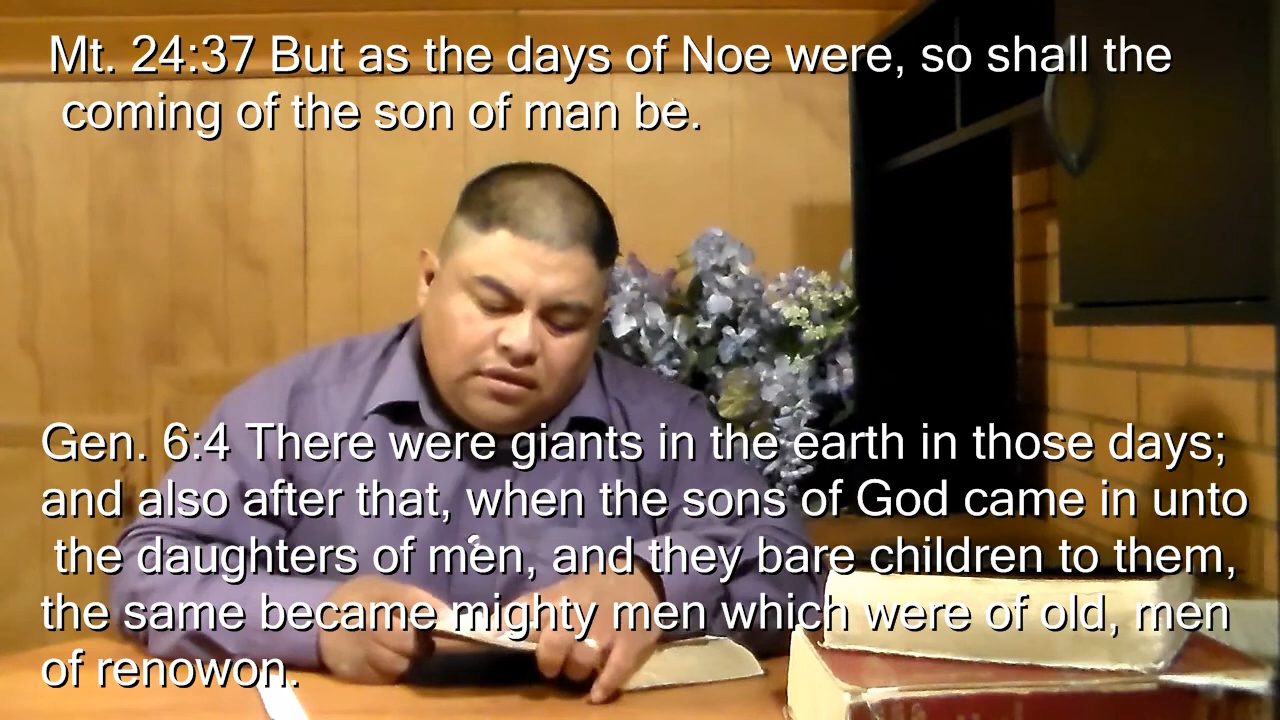 Mt. 24:37 But as the days of Noe were, so shall the
coming of the son of man be.
Gen. 6:4 There were giants in the earth in those days;
and also after that, when the sons of God came in unto
the daughters of men, and they bare children to them,
the same became mighty men which were of old, men
of renowon.